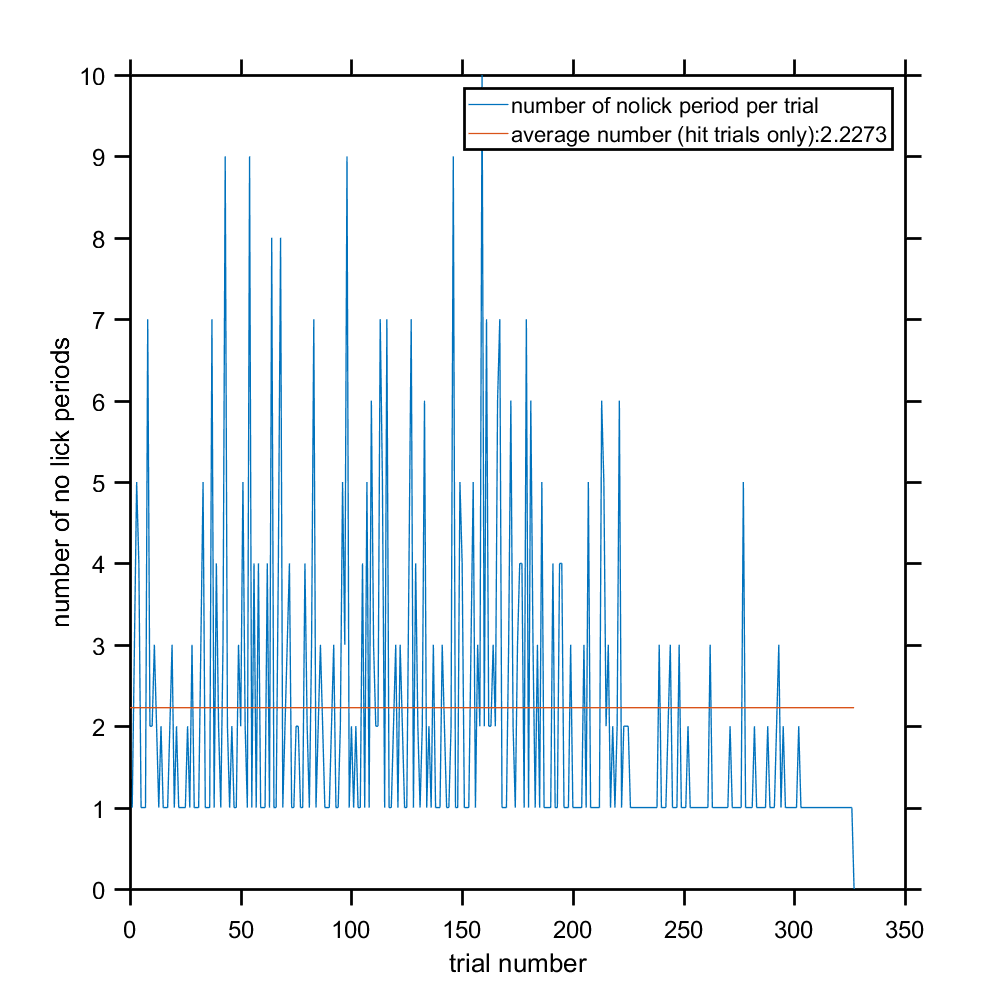 10
number of nolick period per trial
average number (hit trials only):2.2273
9
8
7
6
5
4
3
2
1
0
number of no lick periods
0 50 100 150 200 250 300 350
trial number